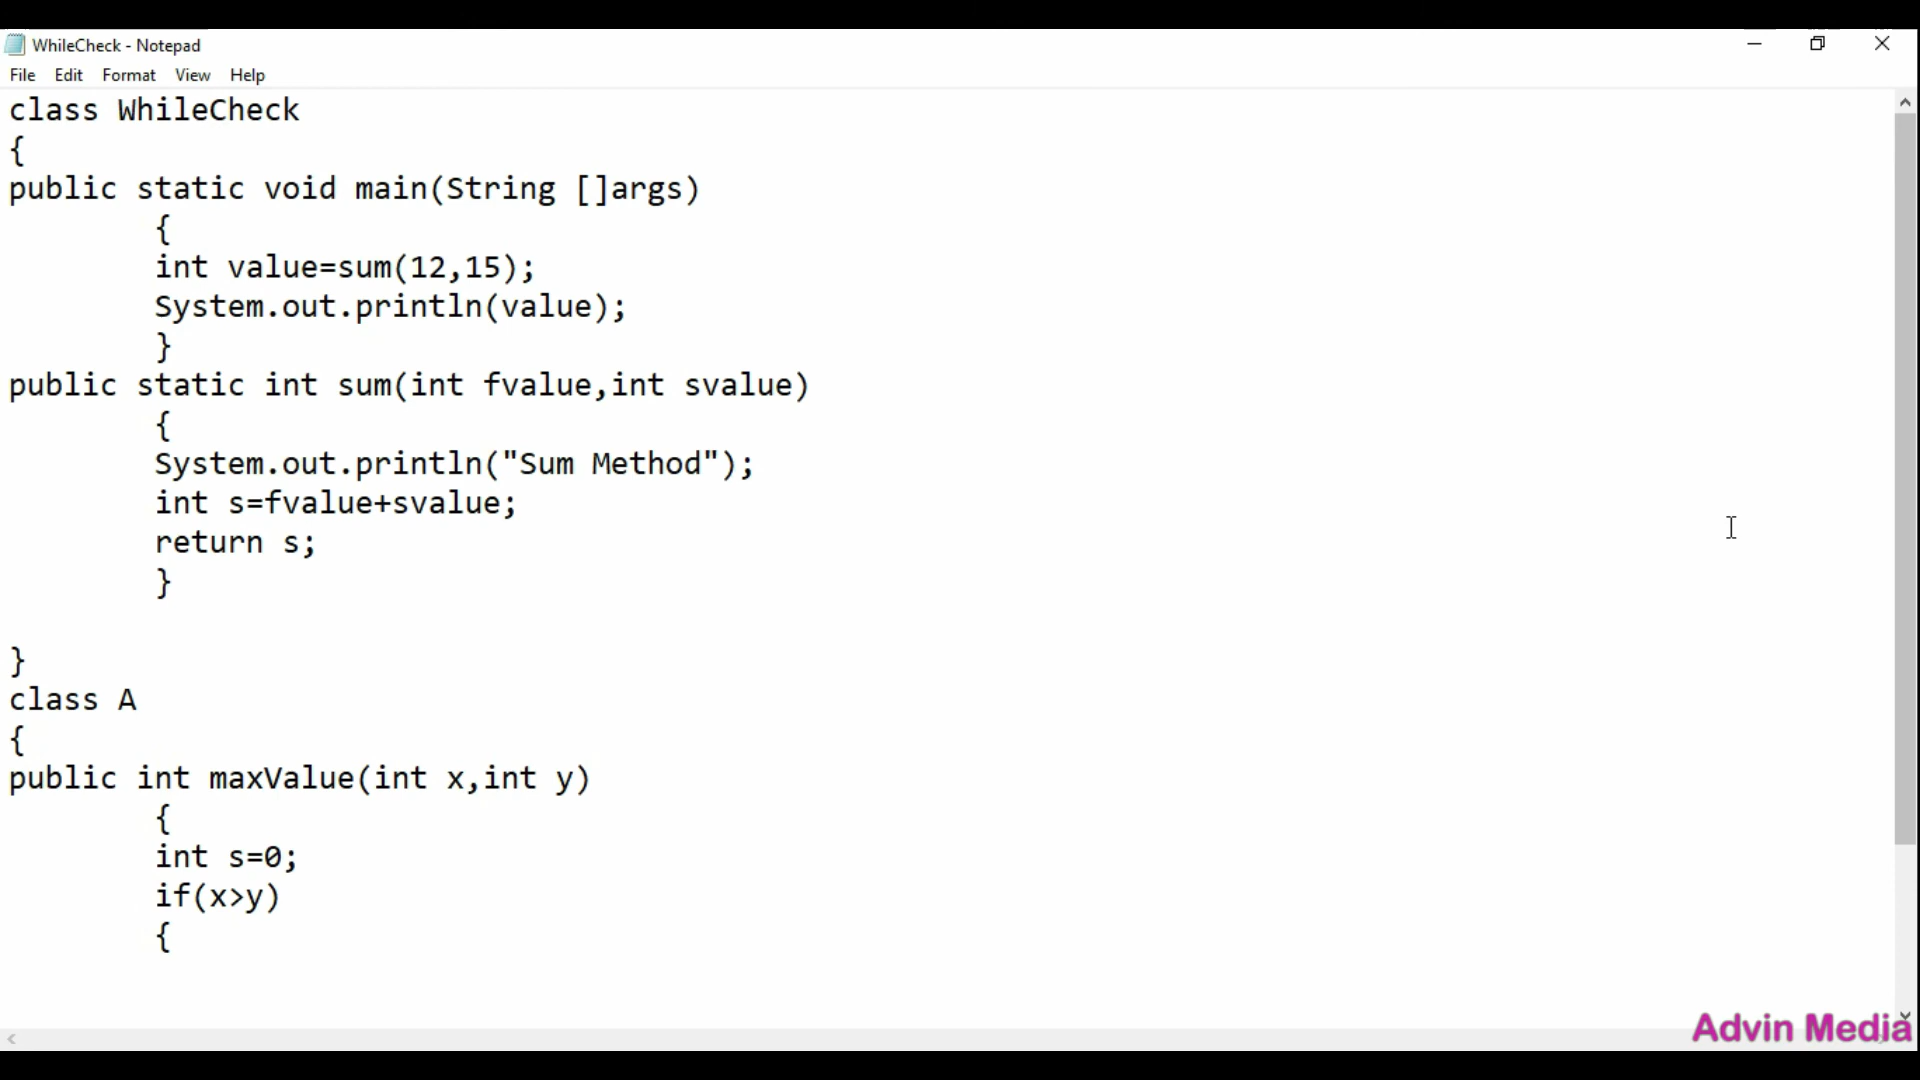 WhileCheck - Notepad
File Edit Format View Help
class WhileCheck
{
public static void main(String []args)
{
int value=sum(12,15);
System.out.println(value);
}
public static int sum(int fvalue,int svalue)
{
System.out.println("Sum Method");
int s=fvalue+svalue;
return s;
}
}
class A
{
public int maxValue(int x,int y)
{
int s=0;
if(x>y)
{
Advin Media